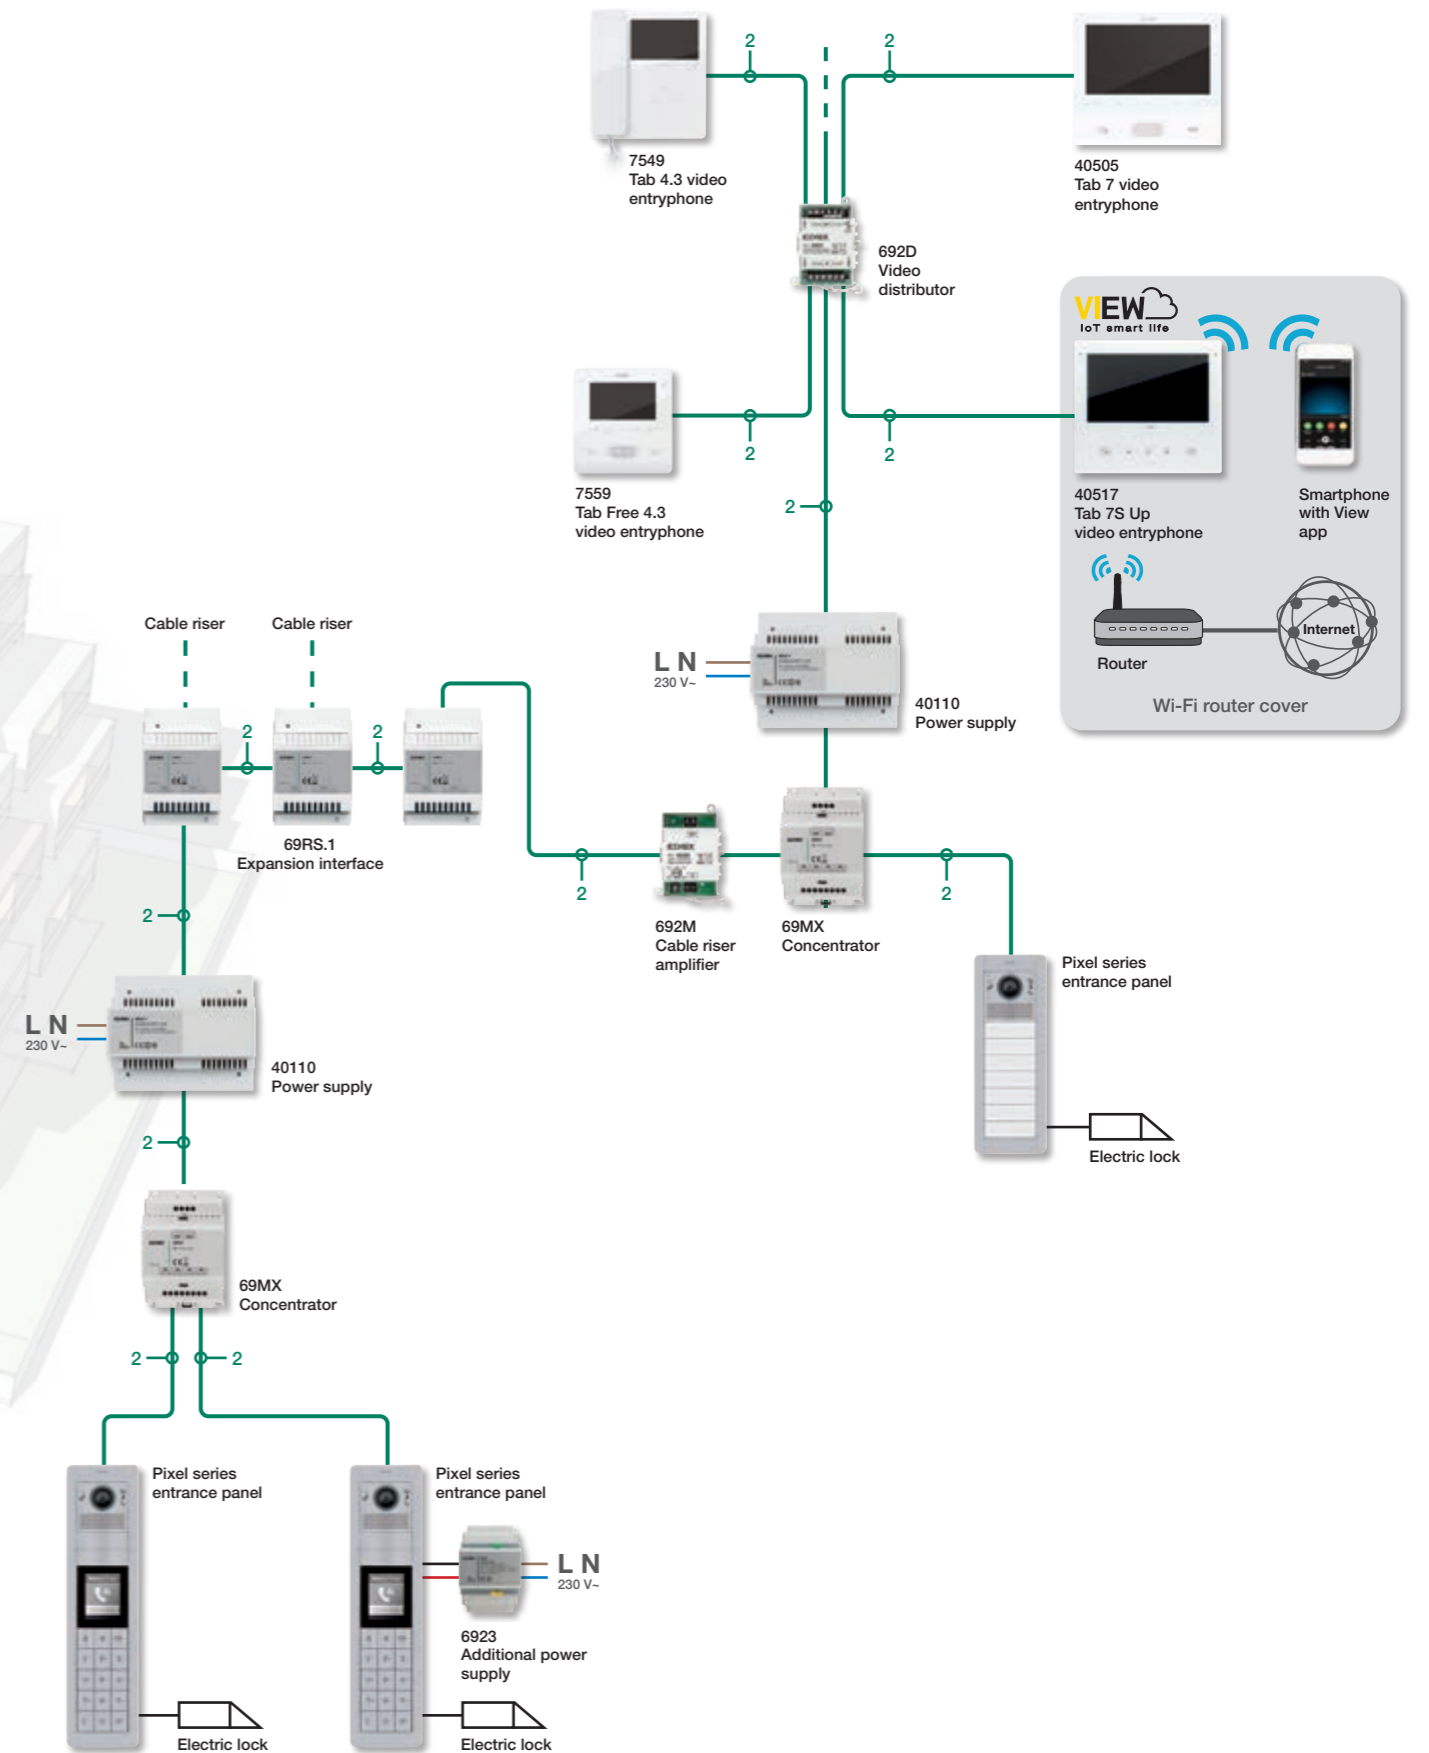 2
2
7549
Tab 4.3 video
entryphone
40505
Tab 7 video
entryphone
692D
Video
distributor
VIEW
IoT smart life
2
2
7559
Tab Free 4.3
video entryphone
2
40517
Tab 7S Up
video entryphone
Smartphone
with View
app
Router
Internet
Wi-Fi router cover
Cable riser
Cable riser
L N
230 V~
40110
Power supply
2
2
69RS.1
Expansion interface
2
2
2
692M
Cable riser
amplifier
69MX
Concentrator
Pixel series
entrance panel
L N
230 V~
40110
Power supply
2
Electric lock
69MX
Concentrator
2
2
Pixel series
entrance panel
Pixel series
entrance panel
L N
230 V~
6923
Additional power
supply
Electric lock
Electric lock